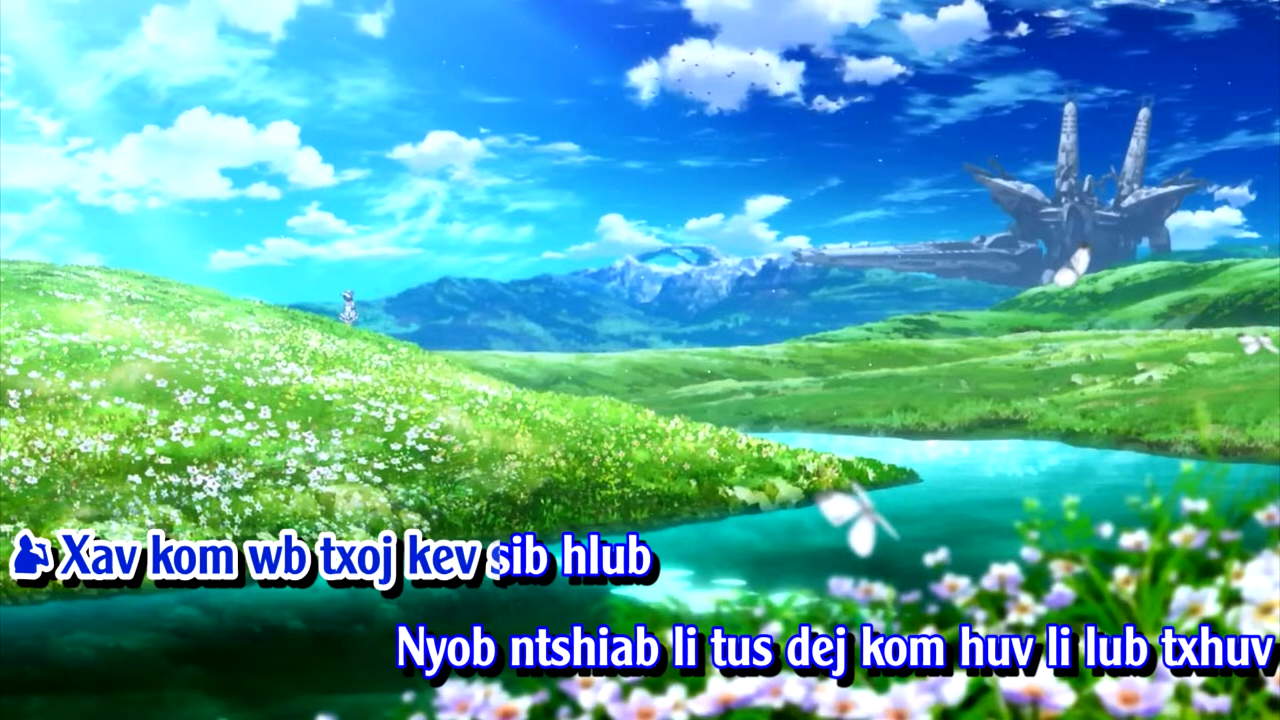 Xav kom wb txoj kev sib hlub
Nyob ntshiab li tus dej kom huv li lub txhuv